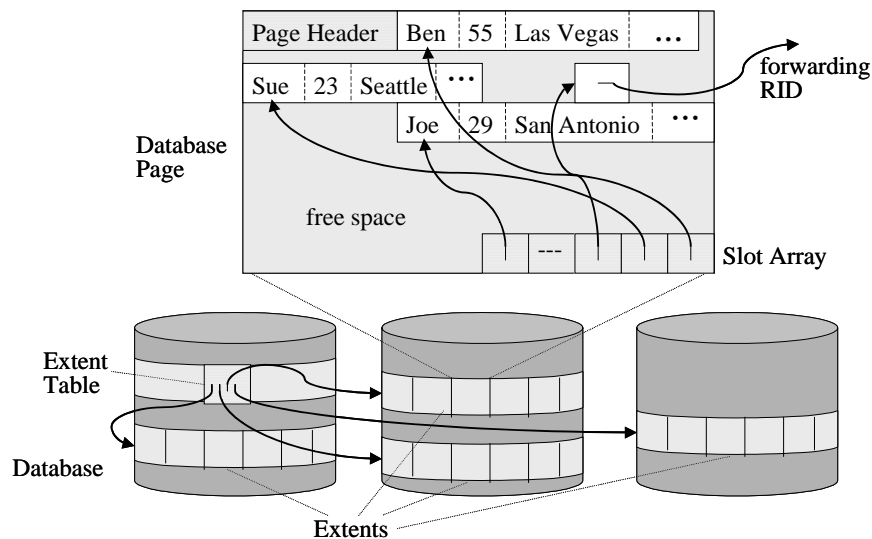 Page Header Ben 55 Las Vegas ...
Sue 23 Seattle ...
forwarding
RID
Joe 29 San Antonio ...
Database
Page
free space
---
Slot Array
Extent
Table
Database
Extents